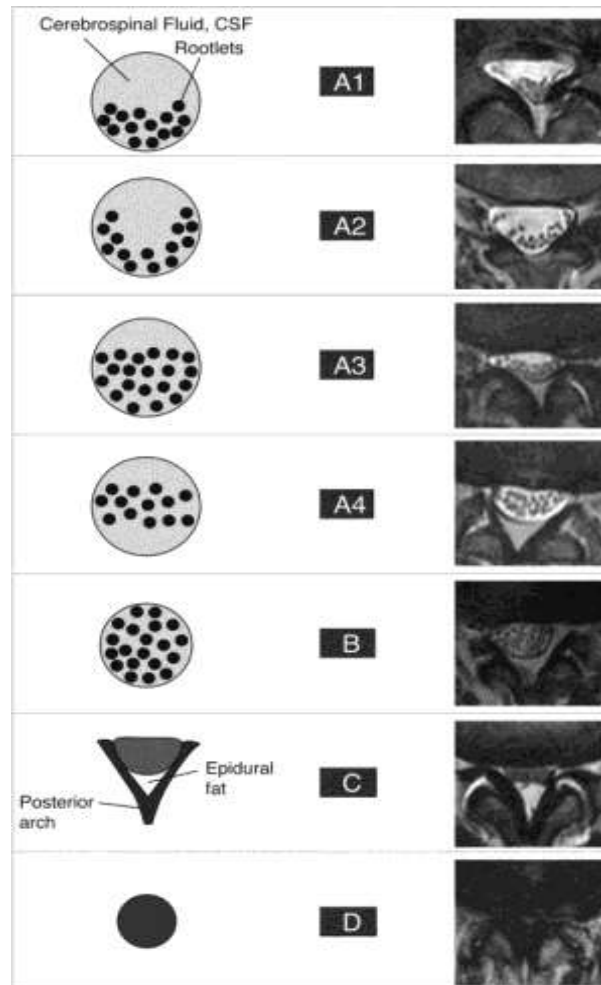 Cerebrospinal Fluid, CSF
Rootlets
A1
A2
A3
A4
B
Epidural
fat
Posterior
arch
C
D